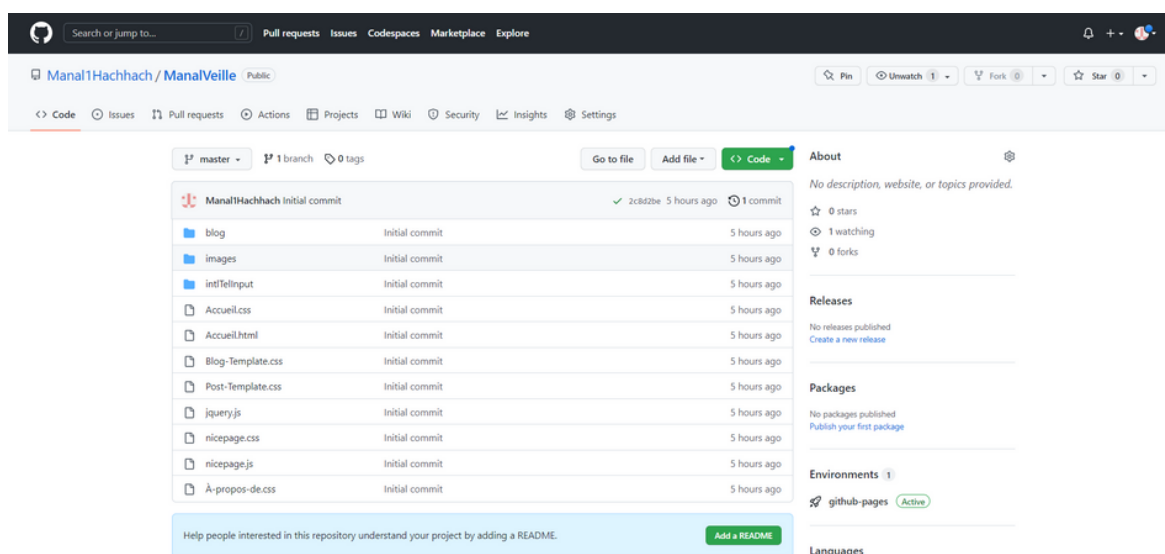 Search or jump to... / Pull requests Issues Codespaces Marketplace Explore
Manal1Hachhach / ManalVeille Public Pin Unwatch 1 Fork 0 Star 0
<> Code Issues Pull requests Actions Projects Wiki Security Insights Settings
master 1 branch 0 tags Go to file Add file <> Code
Manal1Hachhach Initial commit 2c8d2be 5 hours ago 1 commit
blog Initial commit 5 hours ago
images Initial commit 5 hours ago
intlTelInput Initial commit 5 hours ago
Accueil.css Initial commit 5 hours ago
Accueil.html Initial commit 5 hours ago
Blog-Template.css Initial commit 5 hours ago
Post-Template.css Initial commit 5 hours ago
jquery.js Initial commit 5 hours ago
nicepage.css Initial commit 5 hours ago
nicepage.js Initial commit 5 hours ago
À-propos-de.css Initial commit 5 hours ago
Help people interested in this repository understand your project by adding a README. Add a README
About
No description, website, or topics provided.
0 stars
1 watching
0 forks
Releases
No releases published
Create a new release
Packages
No packages published
Publish your first package
Environments 1
github-pages Active
Languages